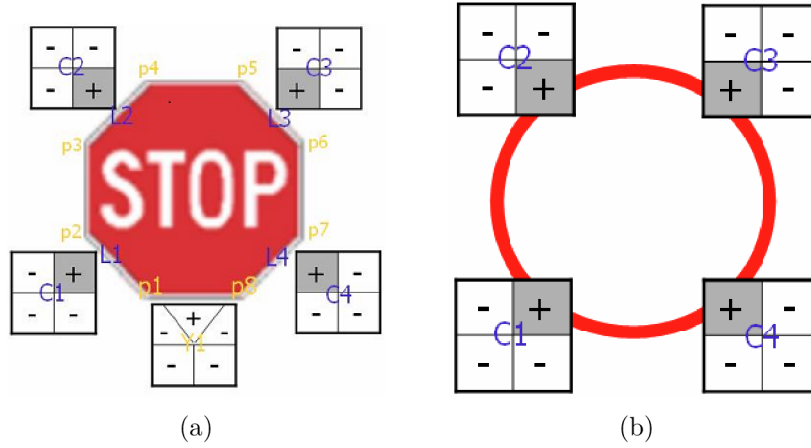 - - - -
C2 p4 p5 C3
- + + -
L2 L3
p3 p6
STOP
p2 p7
L1 L4
- + + -
C1 C4
- - p1 p8 - -
+
- Y1 -
- -
(a)
- - - -
C2 C3
- + + -
- + + -
C1 C4
- - - -
(b)